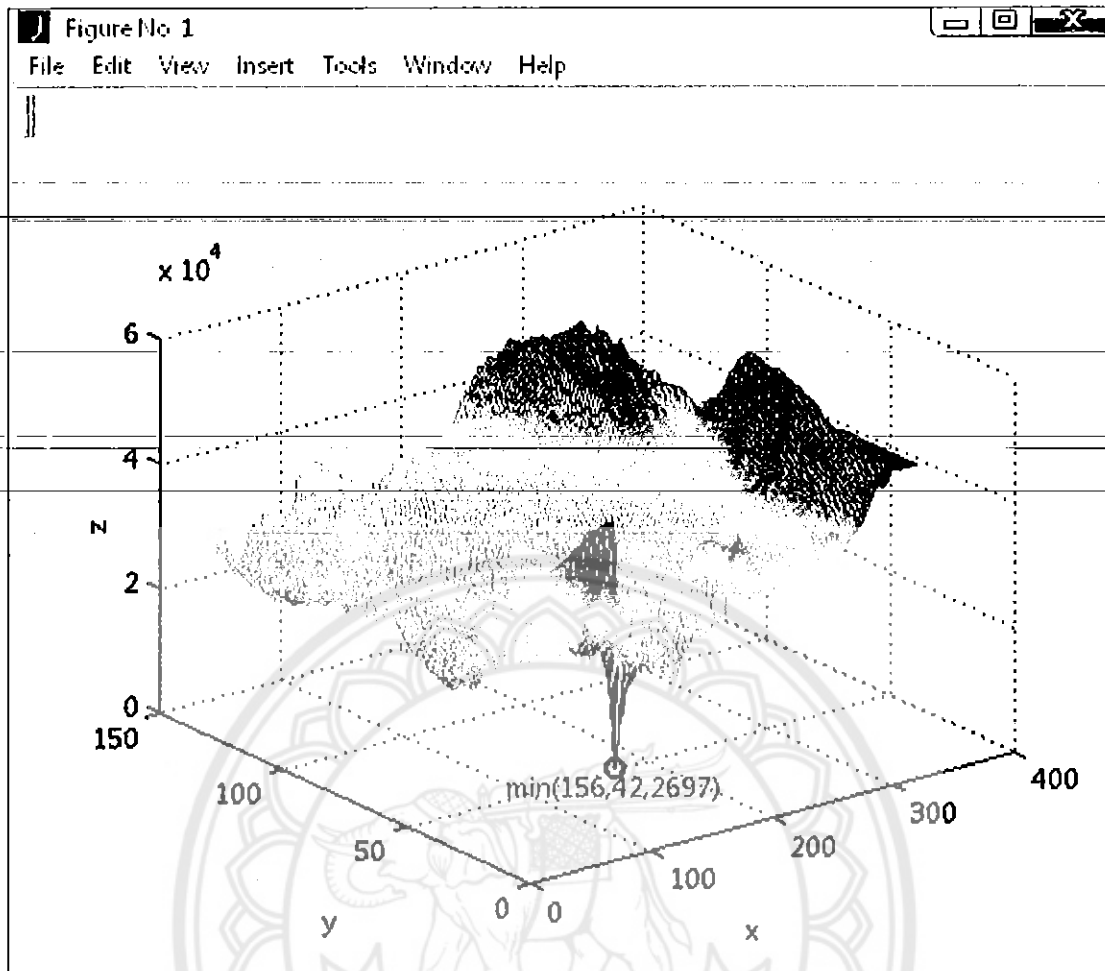 Figure No. 1
File Edit View Insert Tools Window Help
x 10^4
6
4
z
2
0
150
100
50
0
y
min(156,42,2697)
0
100
200
300
400
x